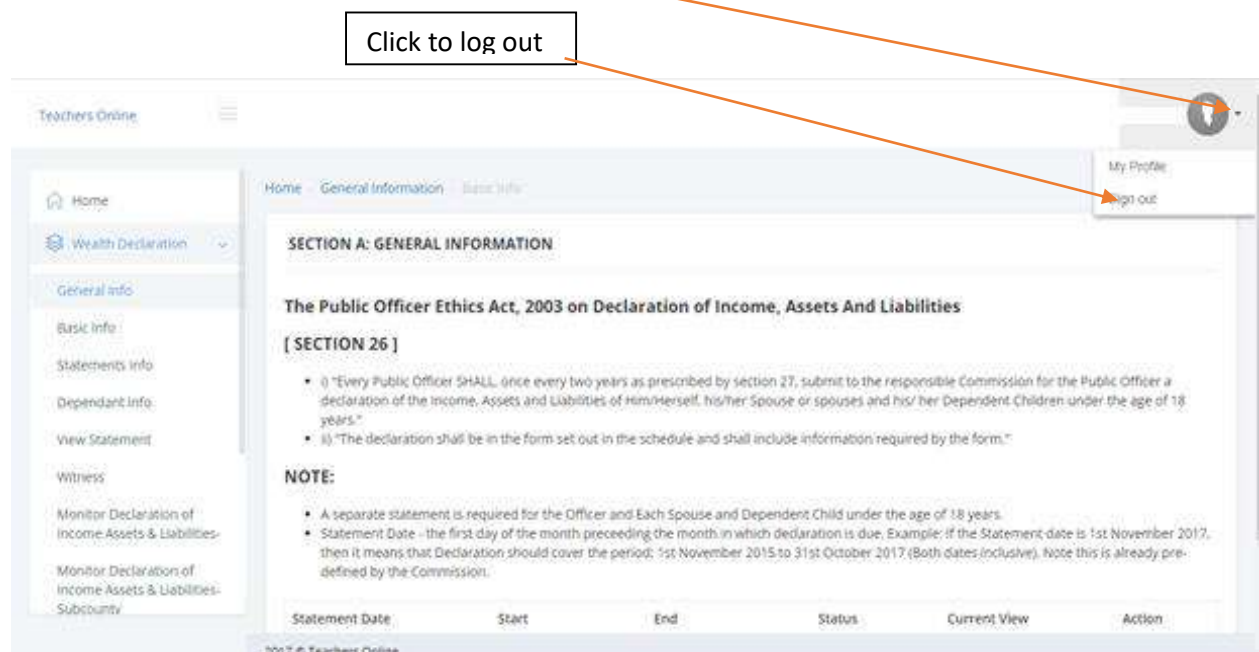 Click to log out
Teachers Online
My Profile
Sign out
Home
Home General Information Basic Info
Wealth Declaration
SECTION A: GENERAL INFORMATION
General Info
The Public Officer Ethics Act, 2003 on Declaration of Income, Assets And Liabilities
Basic Info
[ SECTION 26 ]
Statements Info
• i) "Every Public Officer SHALL, once every two years as prescribed by section 27, submit to the responsible Commission for the Public Officer a
declaration of the Income, Assets and Liabilities of Him/Herself, his/her Spouse or spouses and his/ her Dependent Children under the age of 18
years."
Dependant Info
• ii) "The declaration shall be in the form set out in the schedule and shall include information required by the form."
View Statement
Witness
NOTE:
Monitor Declaration of
Income Assets & Liabilities-
• A separate statement is required for the Officer and Each Spouse and Dependent Child under the age of 18 years.
• Statement Date - the first day of the month preceeding the month in which declaration is due. Example: if the Statement date is 1st November 2017,
then it means that Declaration should cover the period: 1st November 2015 to 31st October 2017 (Both dates inclusive). Note this is already pre-
defined by the Commission.
Monitor Declaration of
Income Assets & Liabilities-
Subcounty
Statement Date Start End Status Current View Action
2017 © Teachers Online